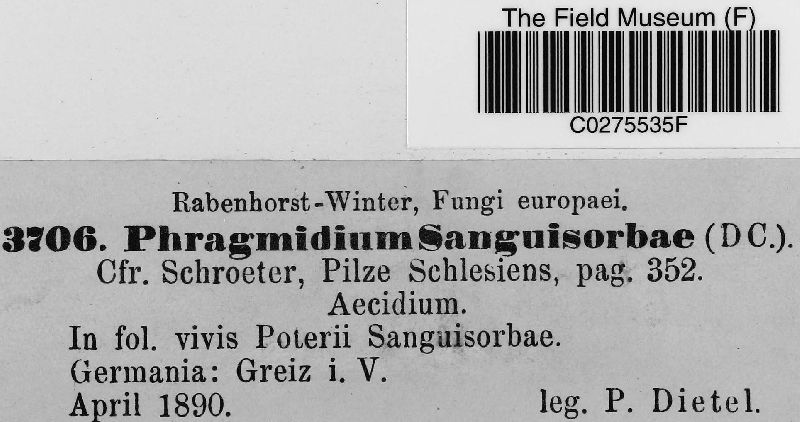 The Field Museum (F)
C0275535F
Rabenhorst-Winter, Fungi europaei.
3706. Phragmidium Sanguisorbae (DC.).
Cfr. Schroeter, Pilze Schlesiens, pag. 352.
Aecidium.
In fol. vivis Poterii Sanguisorbae.
Germania: Greiz i. V.
April 1890. leg. P. Dietel.